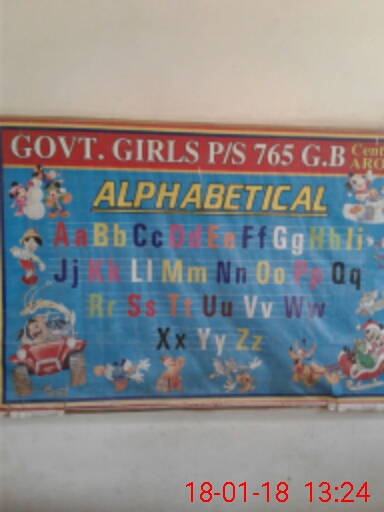 GOVT. GIRLS P/S 765 G.B
ALPHABETICAL
Aa Bb Cc Dd Ee Ff Gg Hh Ii
Jj Kk Ll Mm Nn Oo Pp Qq
Rr Ss Tt Uu Vv Ww
Xx Yy Zz
18-01-18 13:24